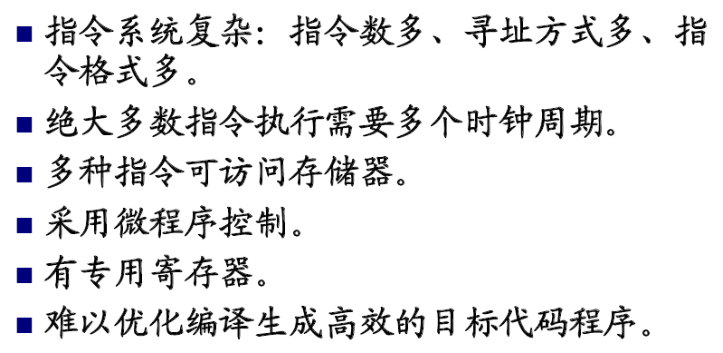 ■ 指令系统复杂：指令数多、寻址方式多、指
令格式多。
■ 绝大多数指令执行需要多个时钟周期。
■ 多种指令可访问存储器。
■ 采用微程序控制。
■ 有专用寄存器。
■ 难以优化编译生成高效的目标代码程序。